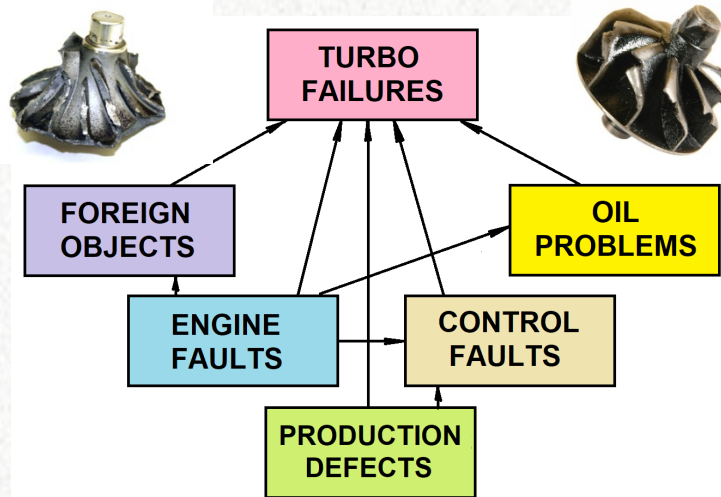 TURBO
FAILURES
FOREIGN
OBJECTS
OIL
PROBLEMS
ENGINE
FAULTS
CONTROL
FAULTS
PRODUCTION
DEFECTS